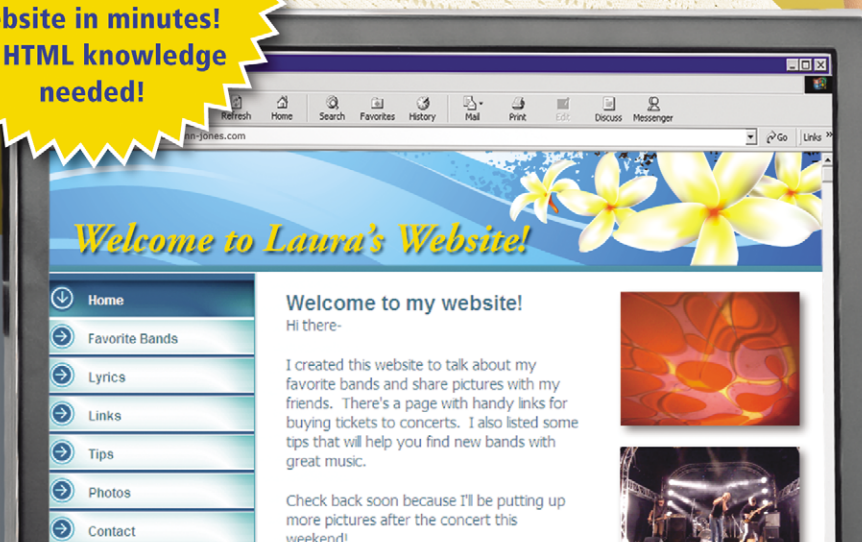 bsite in minutes!
HTML knowledge
needed!
Refresh
Home
Search
Favorites
History
Mail
Print
Edit
Discuss
Messenger
nn-jones.com
Go
Links
Welcome to Laura's Website!
Home
Favorite Bands
Lyrics
Links
Tips
Photos
Contact
Welcome to my website!
Hi there-
I created this website to talk about my
favorite bands and share pictures with my
friends. There's a page with handy links for
buying tickets to concerts. I also listed some
tips that will help you find new bands with
great music.
Check back soon because I'll be putting up
more pictures after the concert this
weekend!